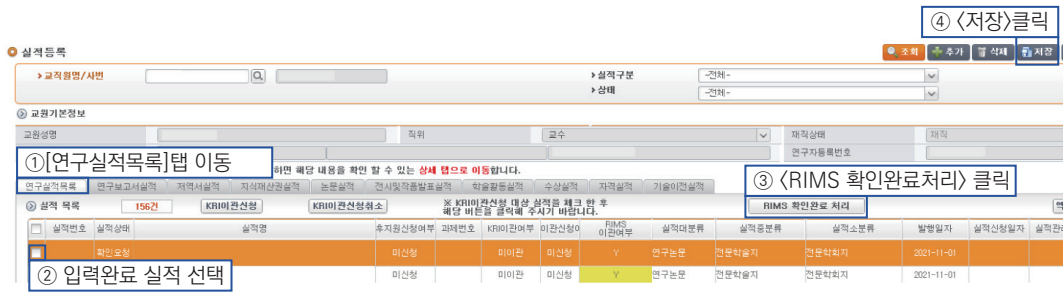 ④ 〈저장〉클릭
실적등록
조회 추가 삭제 저장
교직원명/사번 실적구분 -전체-
상태 -전체-
교원기본정보
교원성명 직위 교수 재직상태 재직
연구자등록번호
①[연구실적목록]탭 이동
하면 해당 내용을 확인 할 수 있는 상세 탭으로 이동합니다.
③ 〈RIMS 확인완료처리〉 클릭
연구실적목록 연구보고서실적 저역서실적 지식재산권실적 논문실적 전시및작품발표실적 학술활동실적 수상실적 자격실적 기술이전실적
실적 목록 156건 KRI이관신청 KRI이관신청취소 ※ KRI이관신청 대상 실적을 체크 한 후
해당 버튼을 클릭해 주시기 바랍니다.
RIMS 확인완료 처리
실적번호 실적상태 실적명 후지원신청여부 과제번호 KRI이관여부 이관신청여 RIMS 이관여부 실적대분류 실적중분류 실적소분류 발행일자 실적신청일자 실적관리
확인요청 미신청 미이관 미신청 Y 연구논문 전문학술지 전문학회지 2021-11-01
② 입력완료 실적 선택
미신청 미이관 미신청 Y 연구논문 전문학술지 전문학회지 2021-11-01